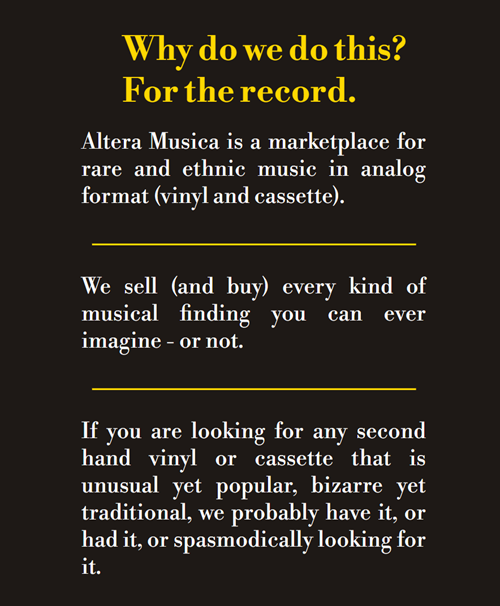 Why do we do this?
For the record.
Altera Musica is a marketplace for
rare and ethnic music in analog
format (vinyl and cassette).
We sell (and buy) every kind of
musical finding you can ever
imagine - or not.
If you are looking for any second
hand vinyl or cassette that is
unusual yet popular, bizarre yet
traditional, we probably have it, or
had it, or spasmodically looking for
it.